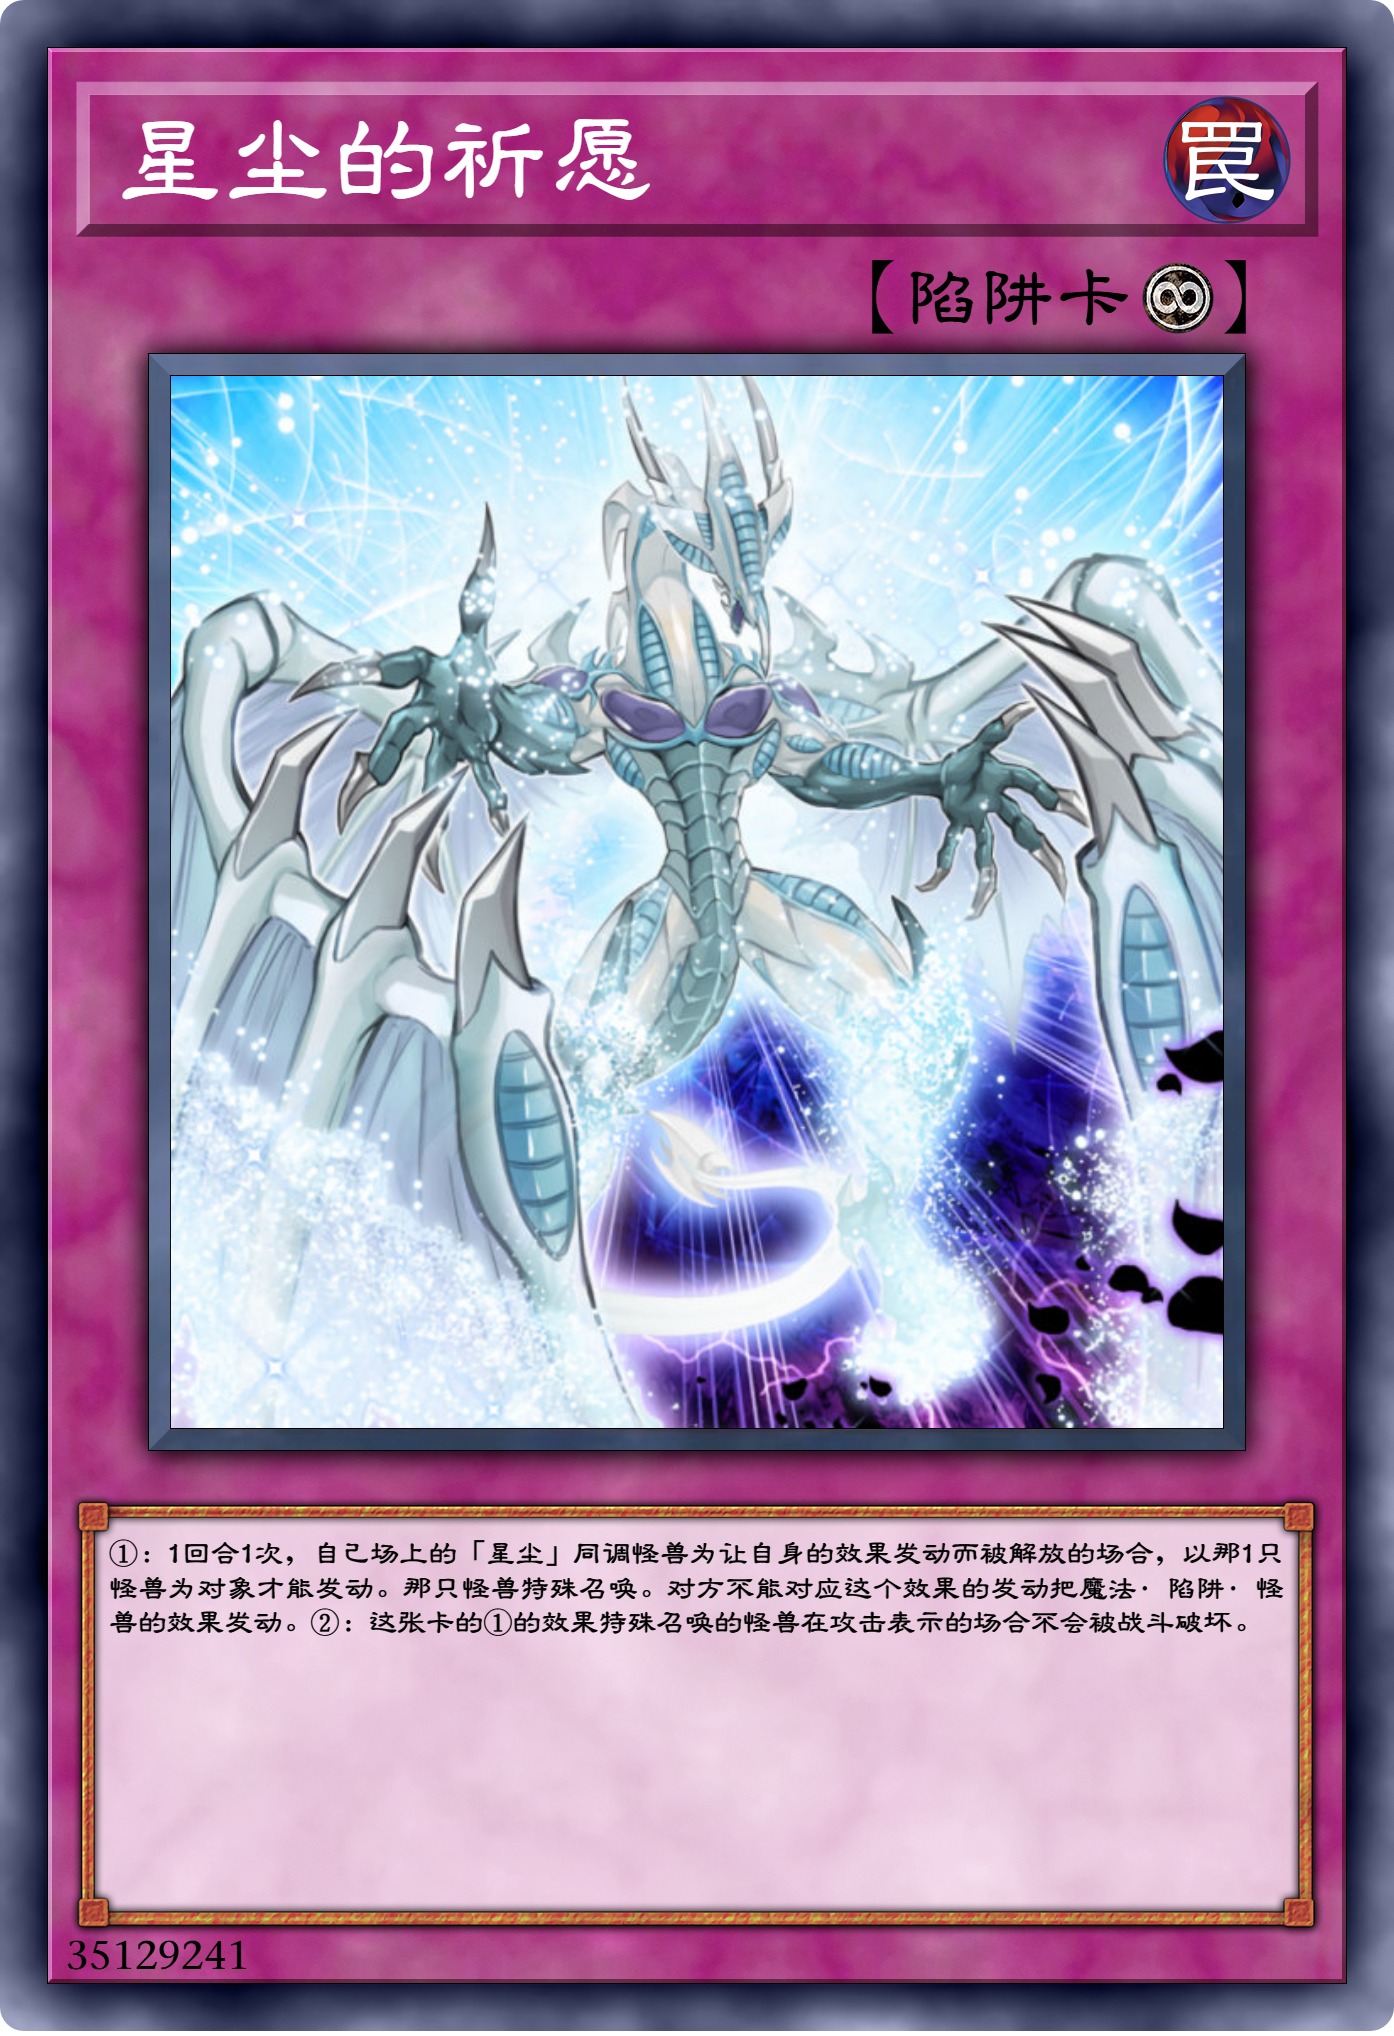 星尘的祈愿
罠
【陷阱卡♾】
①：1回合1次，自己场上的「星尘」同调怪兽为让自身的效果发动而被解放的场合，以那1只
怪兽为对象才能发动。那只怪兽特殊召唤。对方不能对应这个效果的发动把魔法·陷阱·怪
兽的效果发动。②：这张卡的①的效果特殊召唤的怪兽在攻击表示的场合不会被战斗破坏。
35129241